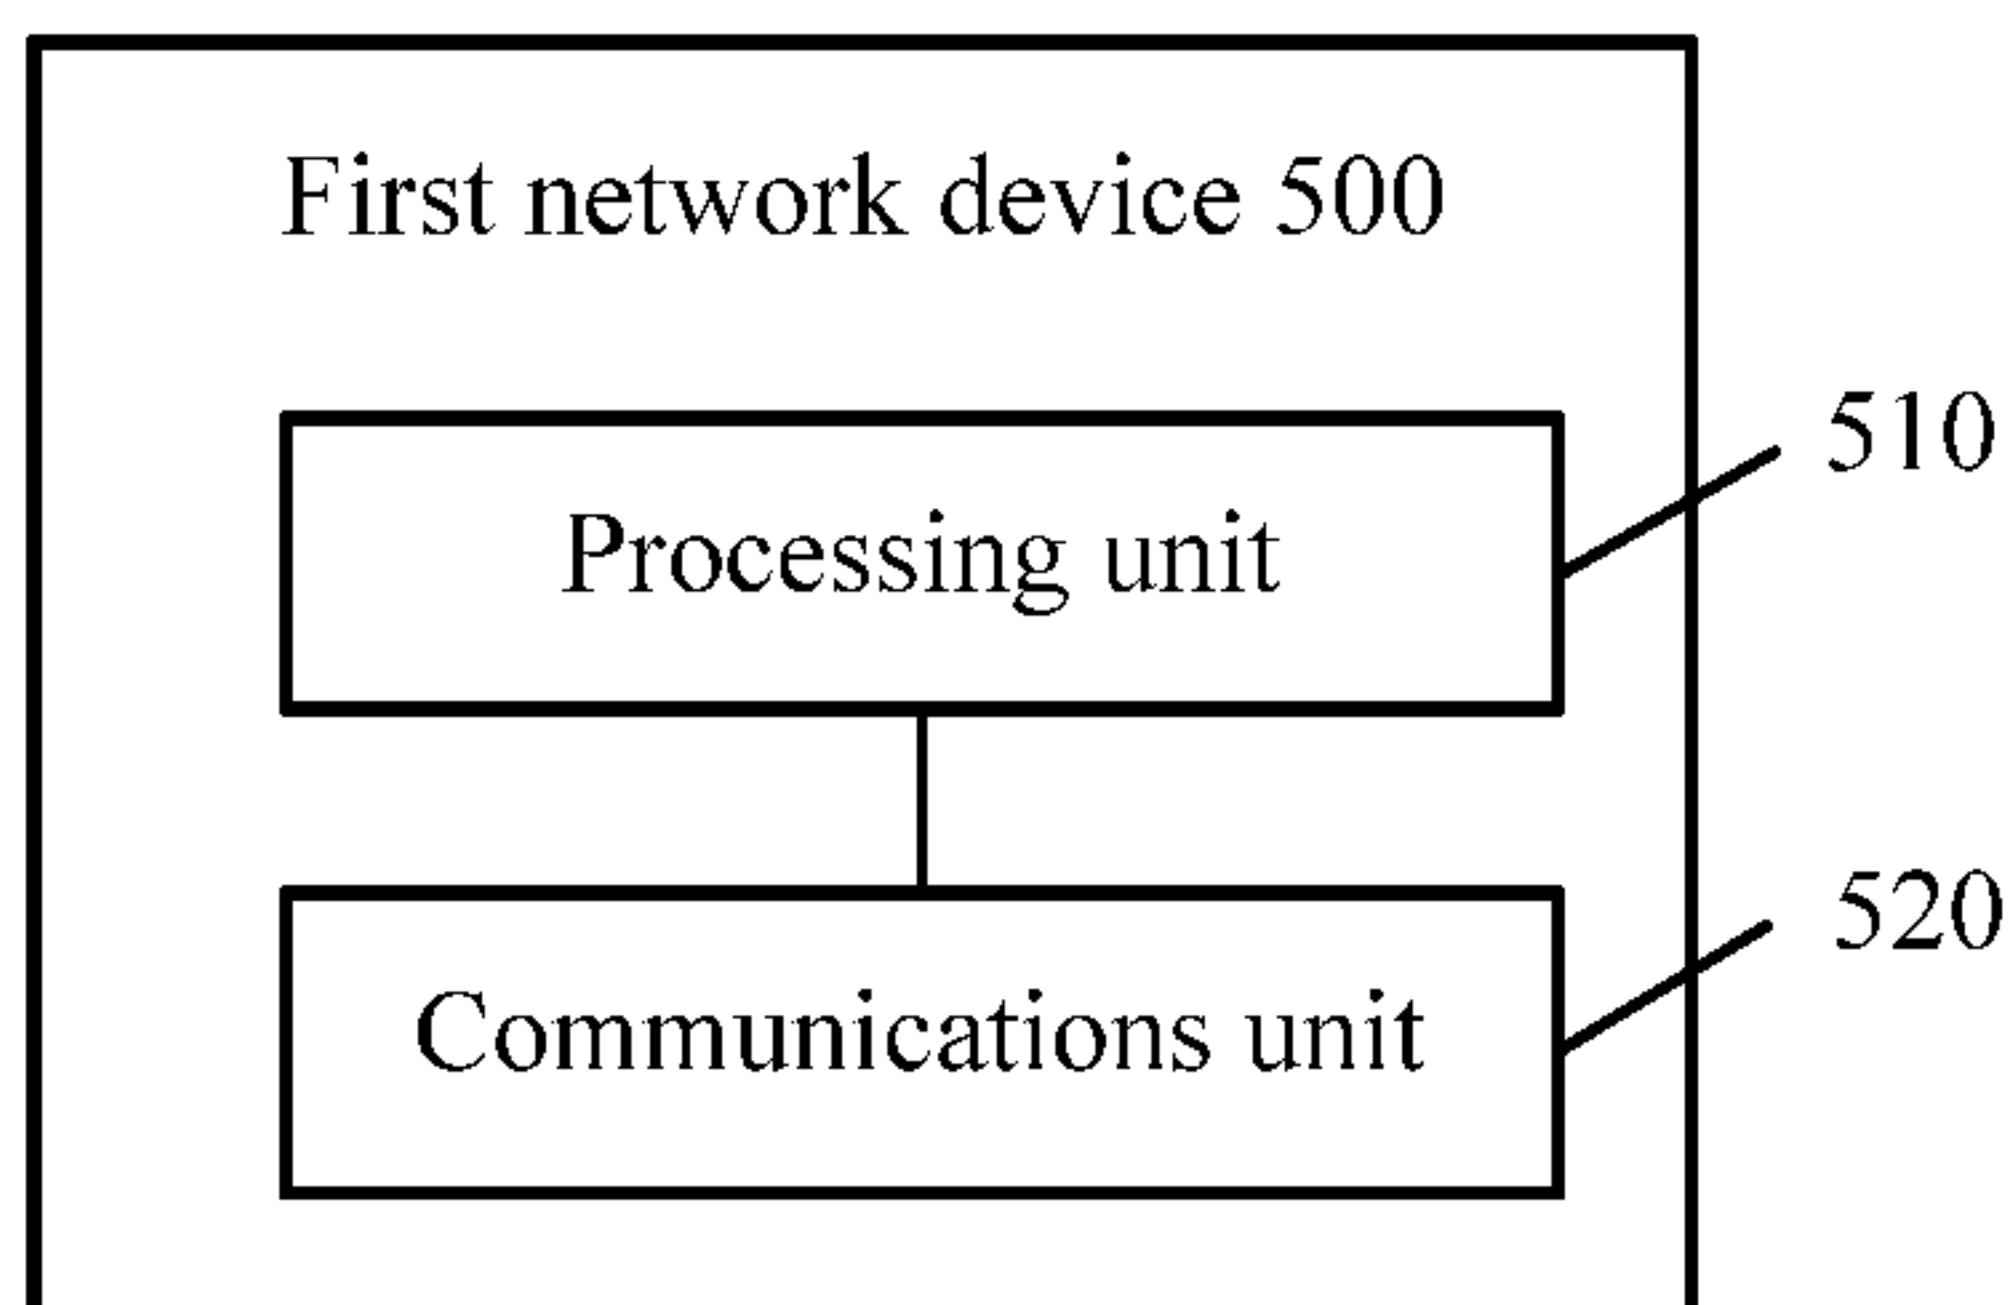 First network device 500
510
Processing unit
520
Communications unit